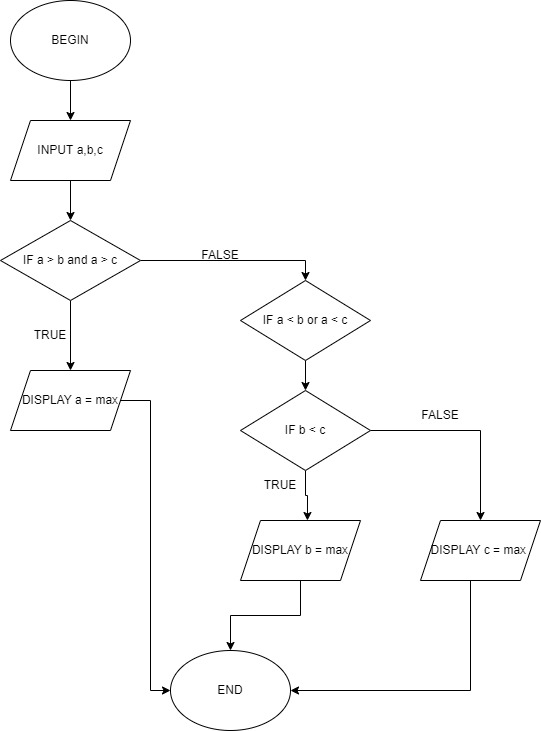 BEGIN
INPUT a,b,c
IF a > b and a > c
FALSE
IF a < b or a < c
TRUE
DISPLAY a = max
IF b < c
FALSE
TRUE
DISPLAY b = max
DISPLAY c = max
END